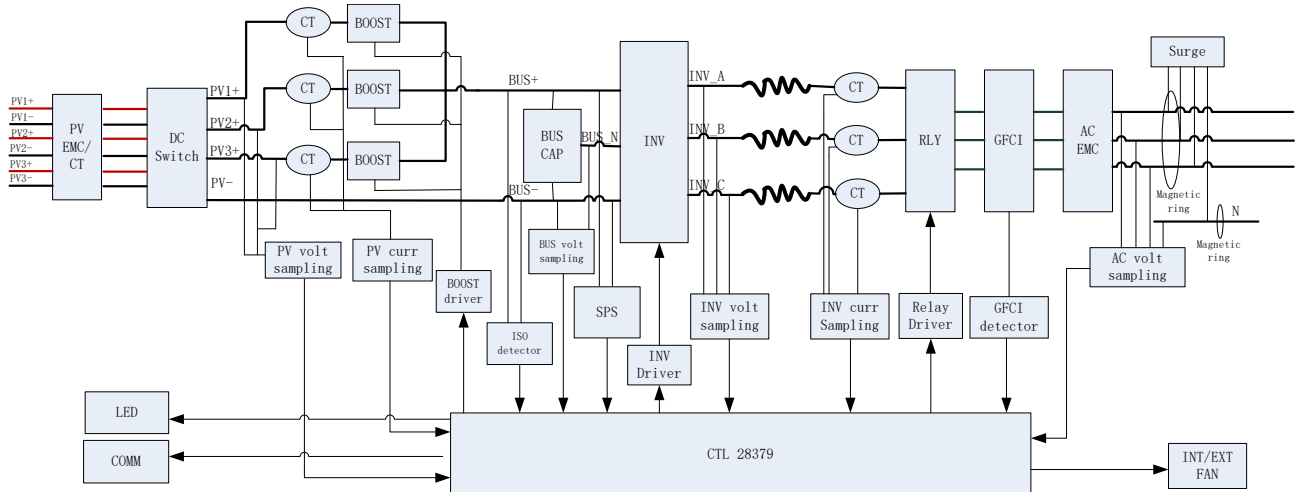 CT
BOOST
Surge
PV1+
CT
BOOST
BUS+
INV_A
CT
PV1+
PV1-
PV2+
PV2-
PV3+
PV3-
PV
EMC/
CT
DC
Switch
PV2+
PV3+
PV-
CT
BOOST
BUS
CAP
BUS_N
BUS-
INV
INV_B
INV_C
CT
CT
RLY
GFCI
AC
EMC
Magnetic
ring
N
Magnetic
ring
PV volt
sampling
PV curr
sampling
BOOST
driver
BUS volt
sampling
AC volt
sampling
ISO
detector
SPS
INV
Driver
INV volt
sampling
INV curr
Sampling
Relay
Driver
GFCI
detector
LED
COMM
CTL 28379
INT/EXT
FAN